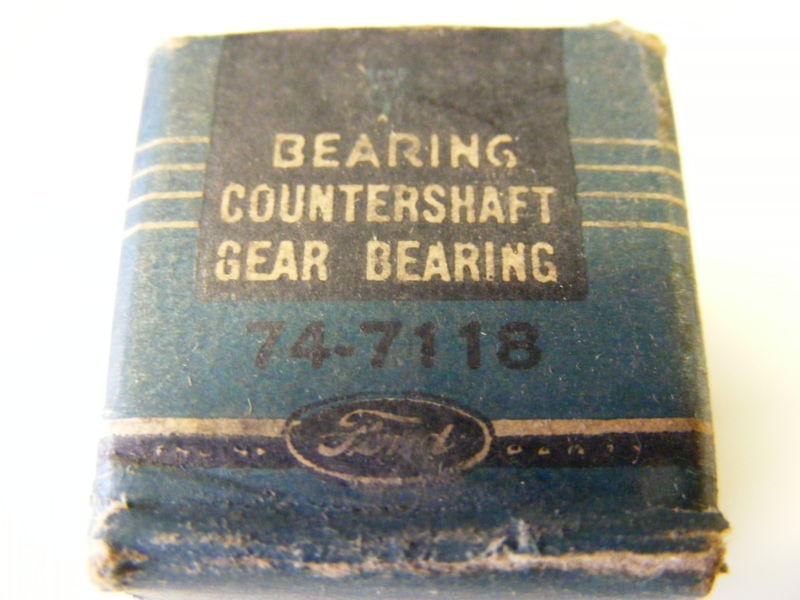 BEARING
COUNTERSHAFT
GEAR BEARING
74-7118
Ford